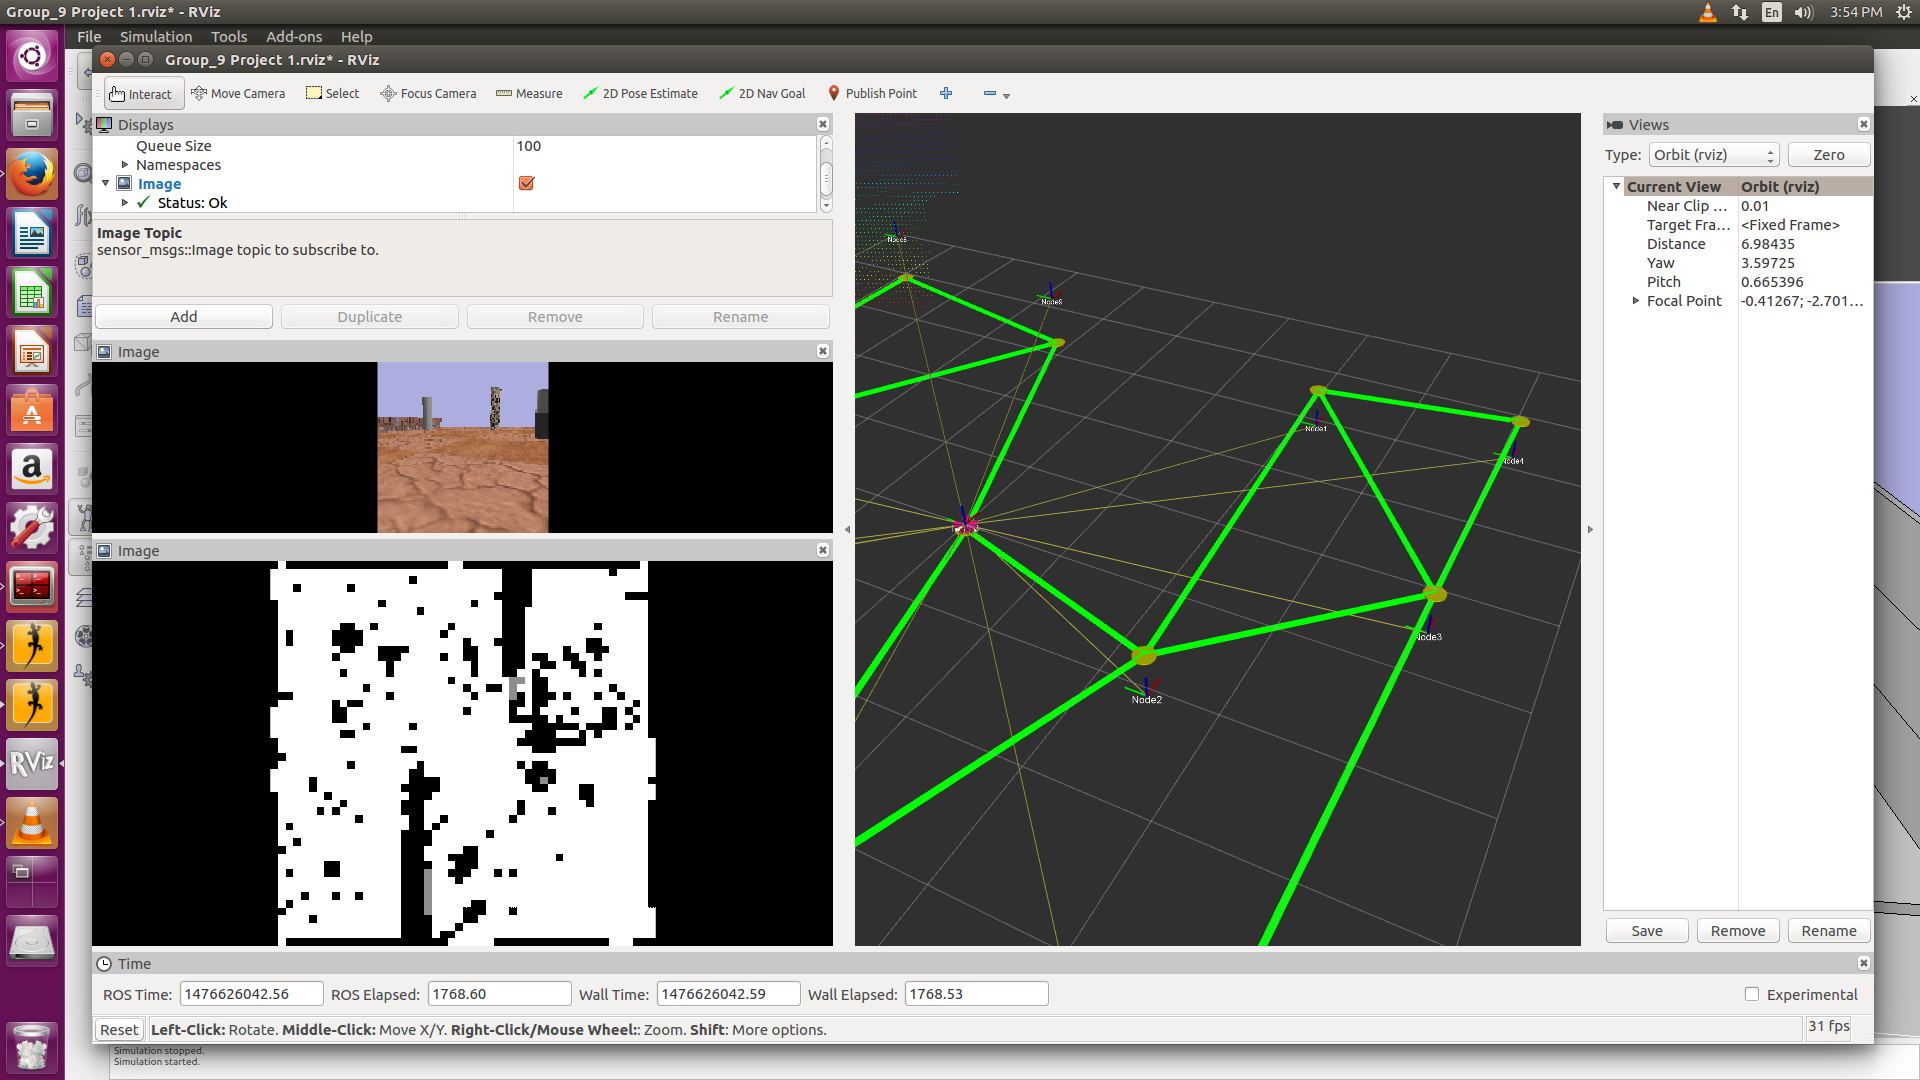 Group_9 Project 1.rviz* - RViz
En
3:54 PM
File Simulation Tools Add-ons Help
Group_9 Project 1.rviz* - RViz
Interact Move Camera Select Focus Camera Measure 2D Pose Estimate 2D Nav Goal Publish Point
Displays
Queue Size 100
Namespaces
Image
Status: Ok
Image Topic
sensor_msgs::Image topic to subscribe to.
Add Duplicate Remove Rename
Image
Image
Node1
Node4
Node3
Node2
Views
Type: Orbit (rviz) Zero
Current View Orbit (rviz)
Near Clip ... 0.01
Target Fra... <Fixed Frame>
Distance 6.98435
Yaw 3.59725
Pitch 0.665396
Focal Point -0.41267; -2.701...
Save Remove Rename
Time
ROS Time: 1476626042.56 ROS Elapsed: 1768.60 Wall Time: 1476626042.59 Wall Elapsed: 1768.53 Experimental
Reset Left-Click: Rotate. Middle-Click: Move X/Y. Right-Click/Mouse Wheel:: Zoom. Shift: More options. 31 fps
Simulation stopped.
Simulation started.
RViz